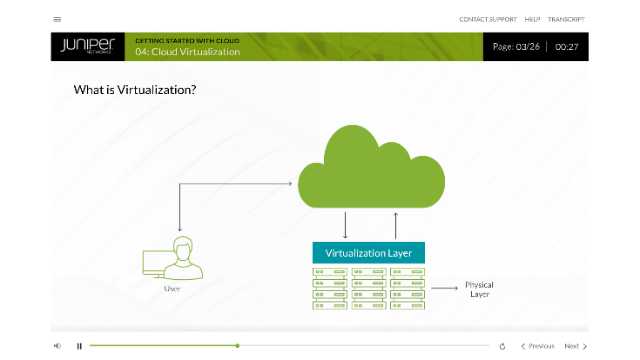 CONTACT SUPPORT HELP TRANSCRIPT
JUNIPER
NETWORKS
GETTING STARTED WITH CLOUD
04: Cloud Virtualization
Page: 03/26 | 00:27
What is Virtualization?
Virtualization Layer
User
Physical
Layer
Previous Next